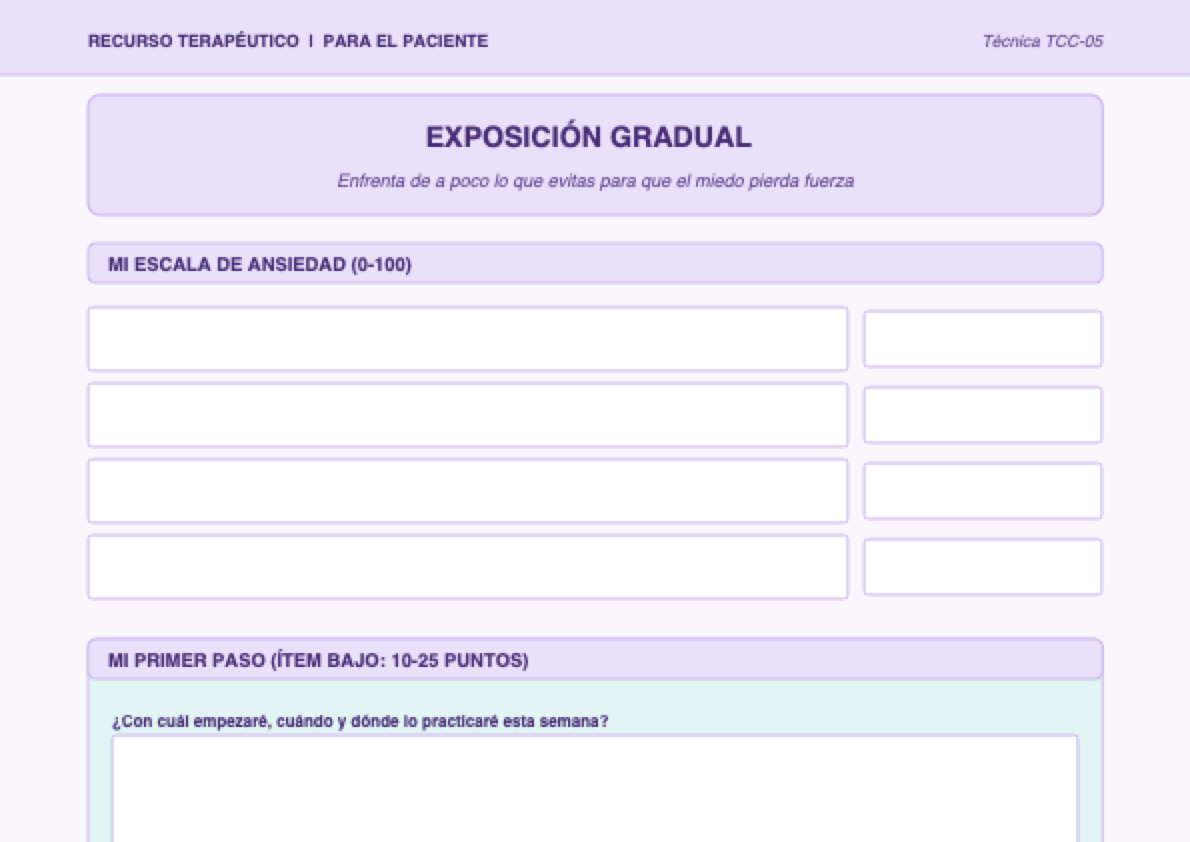 RECURSO TERAPÉUTICO | PARA EL PACIENTE
Técnica TCC-05
EXPOSICIÓN GRADUAL
Enfrenta de a poco lo que evitas para que el miedo pierda fuerza
MI ESCALA DE ANSIEDAD (0-100)
MI PRIMER PASO (ÍTEM BAJO: 10-25 PUNTOS)
¿Con cuál empezaré, cuándo y dónde lo practicaré esta semana?